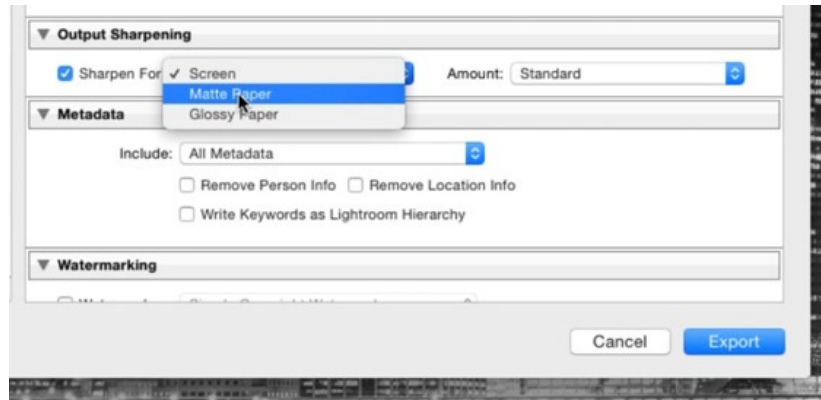 Output Sharpening
Sharpen For ✓ Screen Amount: Standard
Matte Paper
Glossy Paper
Metadata
Include: All Metadata
Remove Person Info Remove Location Info
Write Keywords as Lightroom Hierarchy
Watermarking
Cancel Export